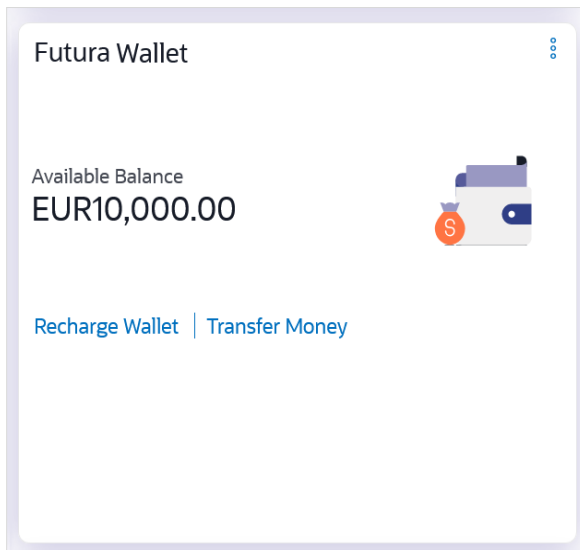 Futura Wallet
Available Balance
EUR10,000.00
S
Recharge Wallet | Transfer Money